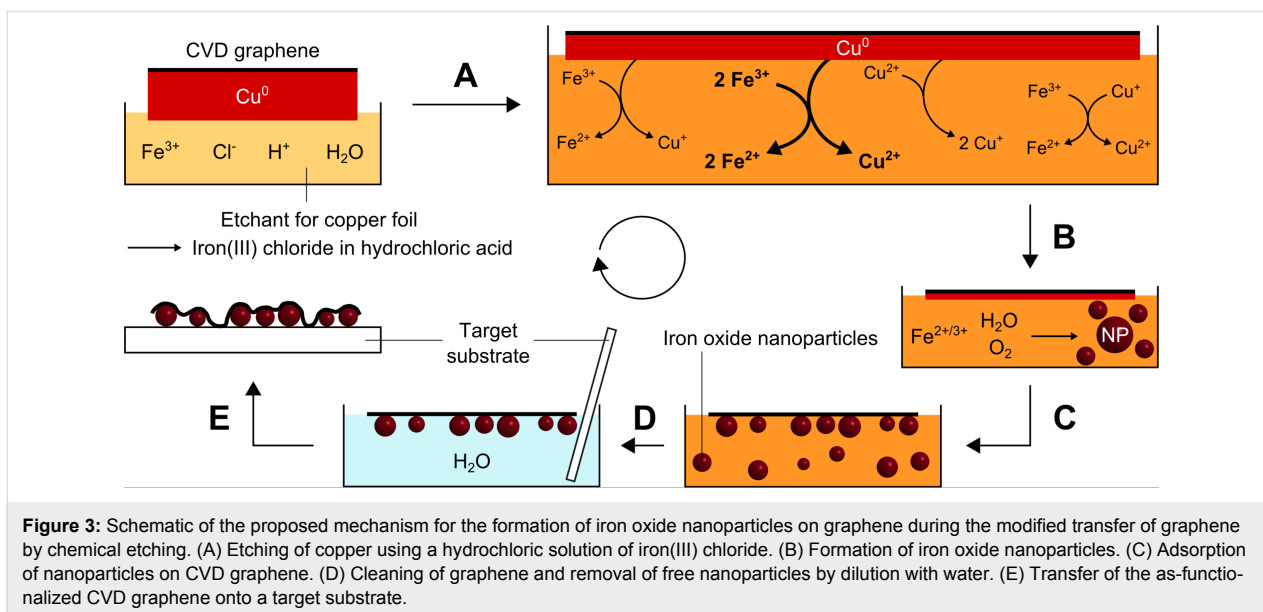 CVD graphene
Cu⁰
Fe³⁺ Cl⁻ H⁺ H₂O
Etchant for copper foil
Iron(III) chloride in hydrochloric acid
A
Cu⁰
Fe³⁺
Fe²⁺
Cu⁺
2 Fe³⁺
2 Fe²⁺
Cu²⁺
Cu²⁺
2 Cu⁺
Fe³⁺
Cu⁺
Fe²⁺
Cu²⁺
B
Fe²⁺/³⁺
H₂O
O₂
NP
C
Iron oxide nanoparticles
D
H₂O
Target
substrate
E
Figure 3: Schematic of the proposed mechanism for the formation of iron oxide nanoparticles on graphene during the modified transfer of graphene
by chemical etching. (A) Etching of copper using a hydrochloric solution of iron(III) chloride. (B) Formation of iron oxide nanoparticles. (C) Adsorption
of nanoparticles on CVD graphene. (D) Cleaning of graphene and removal of free nanoparticles by dilution with water. (E) Transfer of the as-functio-
nalized CVD graphene onto a target substrate.